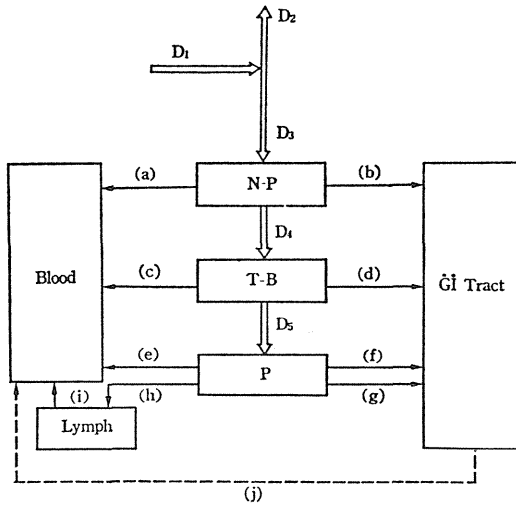 D₂
D₁
D₃
(a)
N-P
(b)
D₄
Blood
(c)
T-B
(d)
GI Tract
D₅
(e)
P
(f)
(i)
(h)
(g)
Lymph
(j)